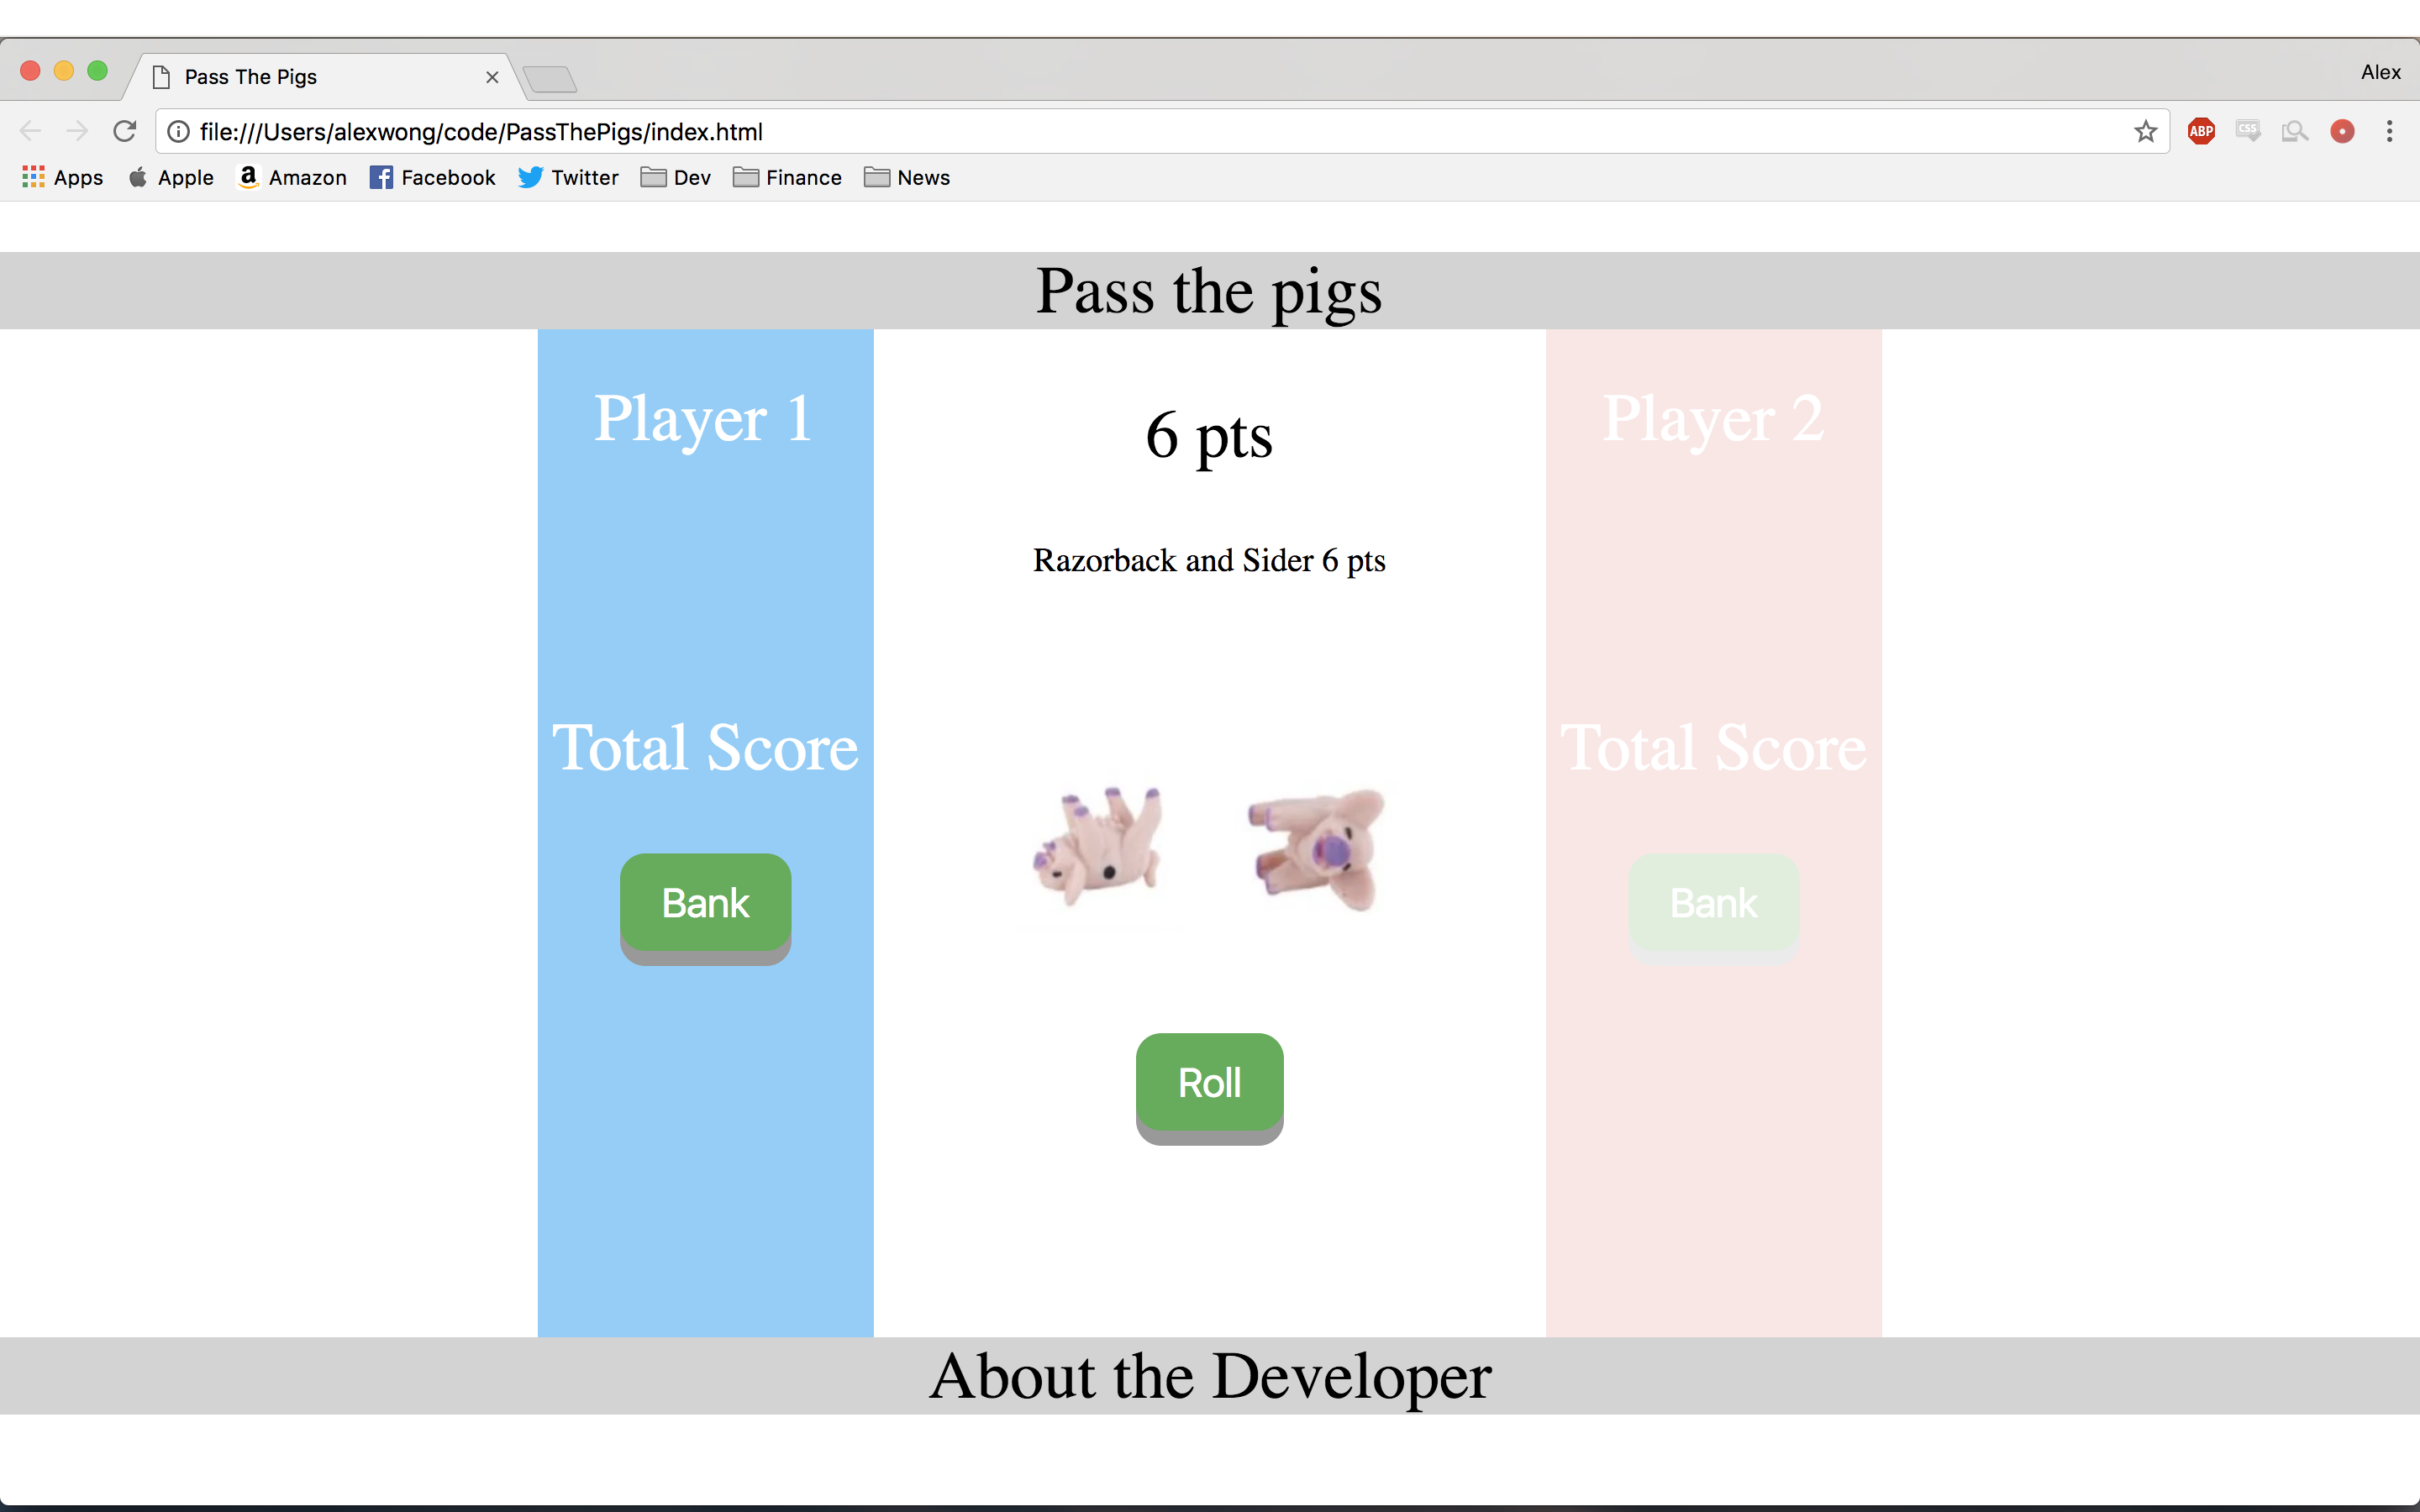 Pass The Pigs
Alex
file:///Users/alexwong/code/PassThePigs/index.html
ABP
CSS
Apps Apple Amazon Facebook Twitter Dev Finance News
Pass the pigs
Player 1
6 pts
Player 2
Razorback and Sider 6 pts
Total Score
Total Score
Bank
Bank
Roll
About the Developer